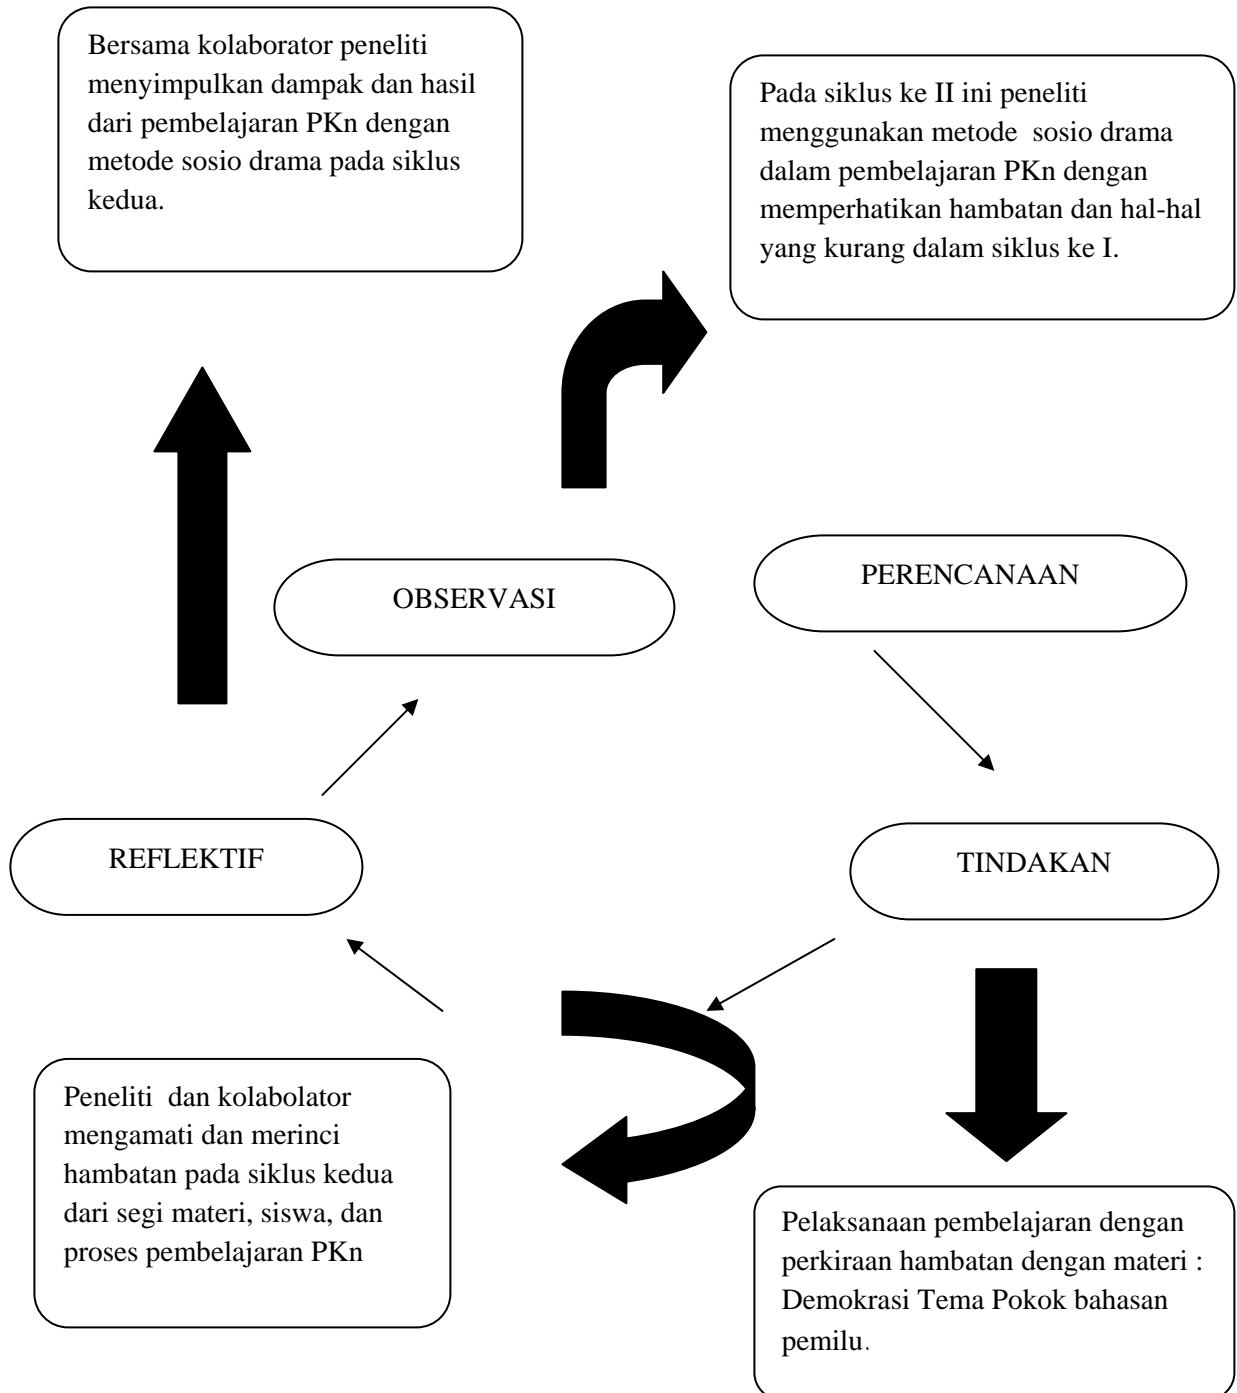 Bersama kolaborator peneliti
menyimpulkan dampak dan hasil
dari pembelajaran PKn dengan
metode sosio drama pada siklus
kedua.
Pada siklus ke II ini peneliti
menggunakan metode  sosio drama
dalam pembelajaran PKn dengan
memperhatikan hambatan dan hal-hal
yang kurang dalam siklus ke I.
OBSERVASI
PERENCANAAN
REFLEKTIF
TINDAKAN
Peneliti  dan kolabolator
mengamati dan merinci
hambatan pada siklus kedua
dari segi materi, siswa, dan
proses pembelajaran PKn
Pelaksanaan pembelajaran dengan
perkiraan hambatan dengan materi :
Demokrasi Tema Pokok bahasan
pemilu.